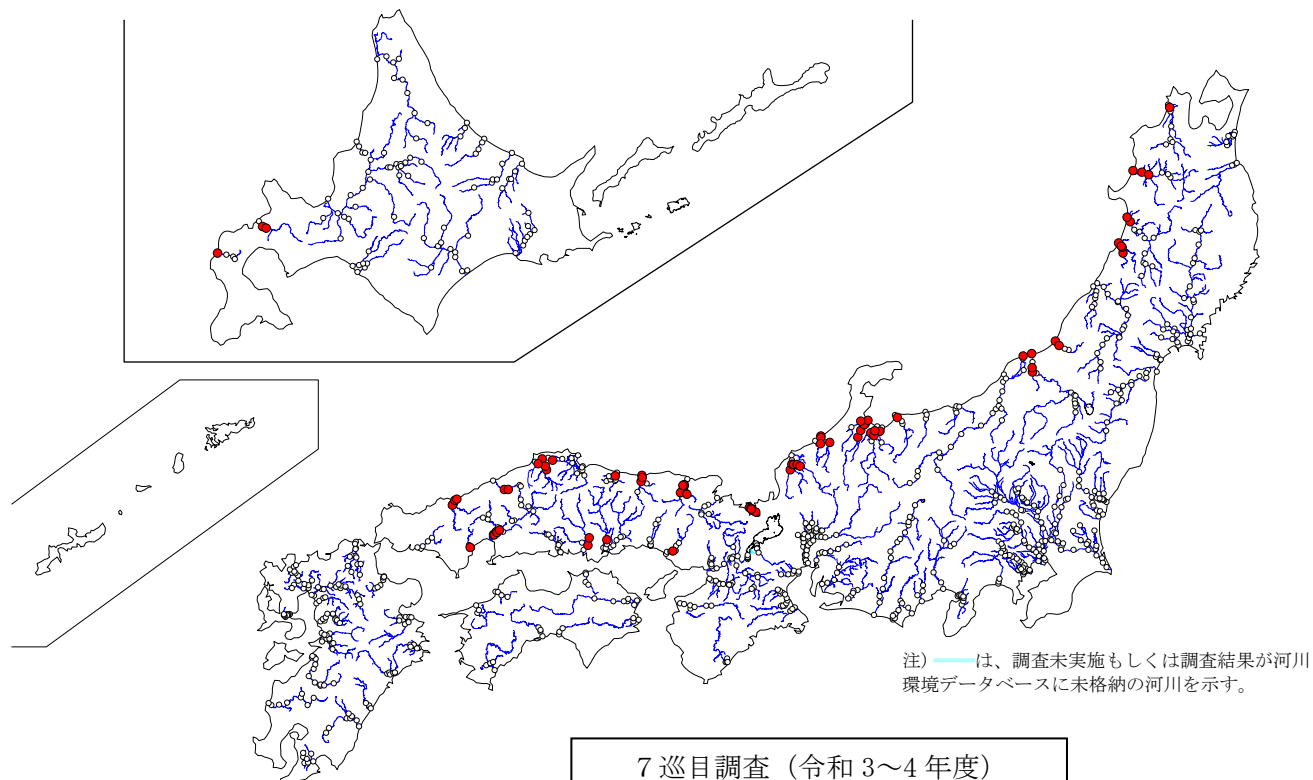 注) は、調査未実施もしくは調査結果が河川
環境データベースに未格納の河川を示す。
7巡目調査(令和 3~4 年度)